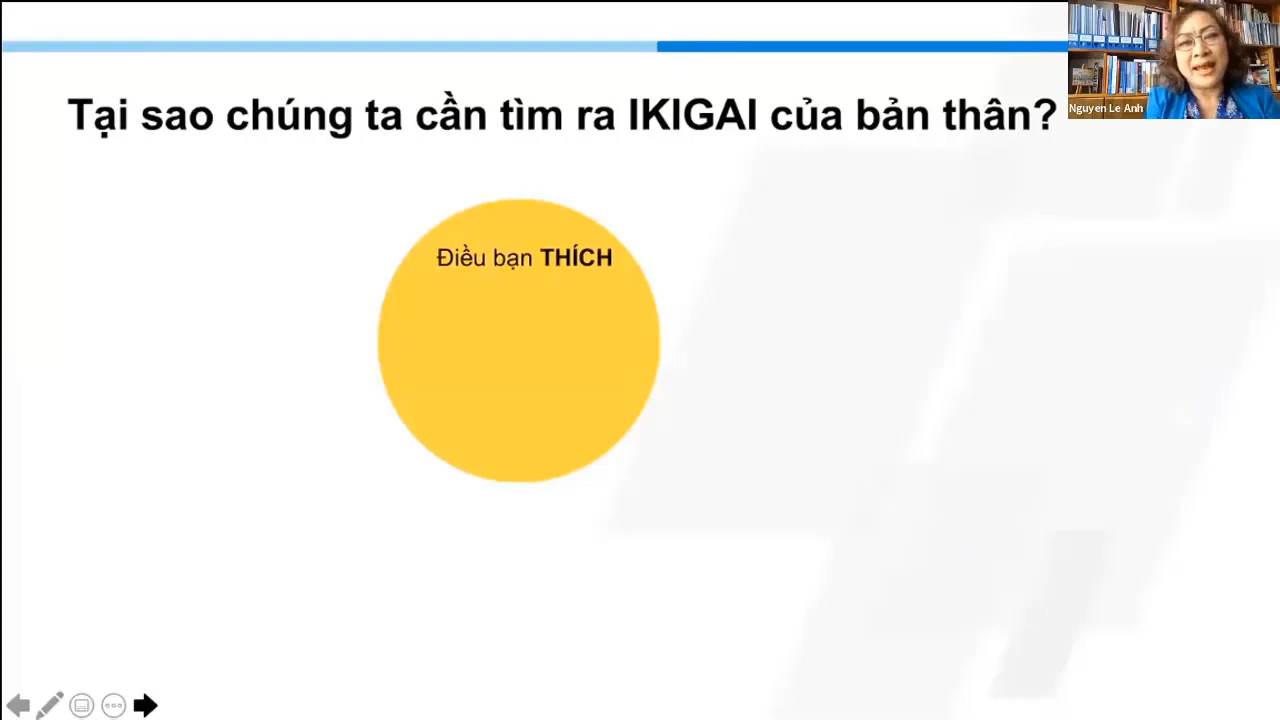 Tại sao chúng ta cần tìm ra IKIGAI của bản thân?
Nguyen Le Anh
Điều bạn THÍCH